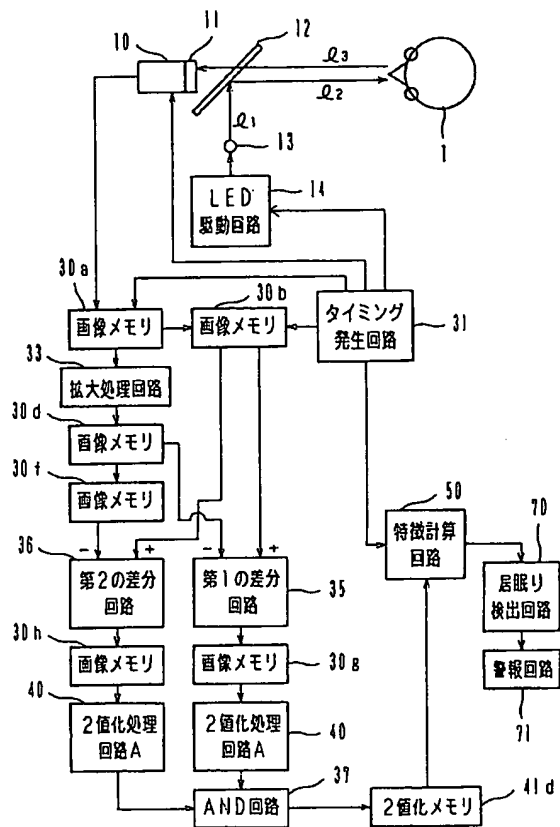 10
11
12
ℓ3
ℓ2
ℓ1
1
13
LED
駆動回路
14
30a
画像メモリ
30b
画像メモリ
タイミング
発生回路
31
33
拡大処理回路
30d
画像メモリ
30f
画像メモリ
50
特徴計算
回路
70
居眠り
検出回路
警報回路
71
36
−
+
第2の差分
回路
−
+
第1の差分
回路
35
30h
画像メモリ
画像メモリ
30g
40
2値化処理
回路A
2値化処理
回路A
40
37
AND回路
2値化メモリ
41d